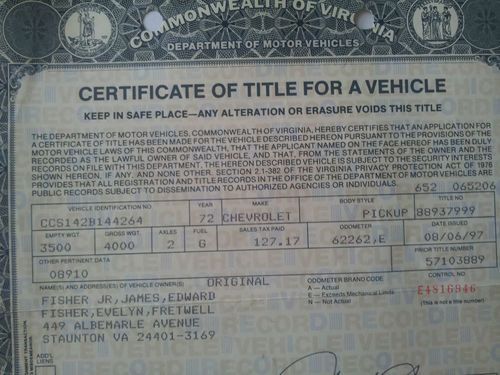 COMMONWEALTH OF VIRGINIA
DEPARTMENT OF MOTOR VEHICLES
CERTIFICATE OF TITLE FOR A VEHICLE
KEEP IN SAFE PLACE—ANY ALTERATION OR ERASURE VOIDS THIS TITLE
THE DEPARTMENT OF MOTOR VEHICLES, COMMONWEALTH OF VIRGINIA, HEREBY CERTIFIES THAT AN APPLICATION FOR
A CERTIFICATE OF TITLE HAS BEEN MADE FOR THE VEHICLE DESCRIBED HEREON PURSUANT TO THE PROVISIONS OF THE
MOTOR VEHICLE LAWS OF THIS COMMONWEALTH, THAT THE APPLICANT NAMED ON THE FACE HEREOF HAS BEEN DULY
RECORDED AS THE LAWFUL OWNER OF SAID VEHICLE, AND THAT, FROM THE STATEMENTS OF THE OWNER AND THE
RECORDS ON FILE WITH THIS DEPARTMENT, THE HEREON DESCRIBED VEHICLE IS SUBJECT TO THE SECURITY INTERESTS
SHOWN HEREON, IF ANY, AND NONE OTHER. SECTION 2.1-382 OF THE VIRGINIA PRIVACY PROTECTION ACT OF 1976
PROVIDES THAT ALL REGISTRATION AND TITLE RECORDS IN THE OFFICE OF THE DEPARTMENT OF MOTOR VEHICLES ARE
PUBLIC RECORDS SUBJECT TO DISSEMINATION TO AUTHORIZED AGENCIES OR INDIVIDUALS. 652 065206
VEHICLE IDENTIFICATION NO. YEAR MAKE BODY STYLE TITLE NO
CCS142B144264 72 CHEVROLET PICKUP 88937999
EMPTY WGT. GROSS WGT. AXLES FUEL SALES TAX PAID ODOMETER DATE ISSUED
3500 4000 2 G 127.17 62262,E 08/06/97
OTHER PERTINENT DATA PRIOR TITLE NUMBER
08910 57103889
NAME(S) AND ADDRESS(ES) OF VEHICLE OWNER(S) ORIGINAL ODOMETER BRAND CODE CONTROL NO.
FISHER JR,JAMES,EDWARD A — Actual E4816946
FISHER,EVELYN,FRETWELL E — Exceeds Mechanical Limits (This is not a title number)
449 ALBEMARLE AVENUE N — Not Actual
STAUNTON VA 24401-3169
ADD'L
LIENS